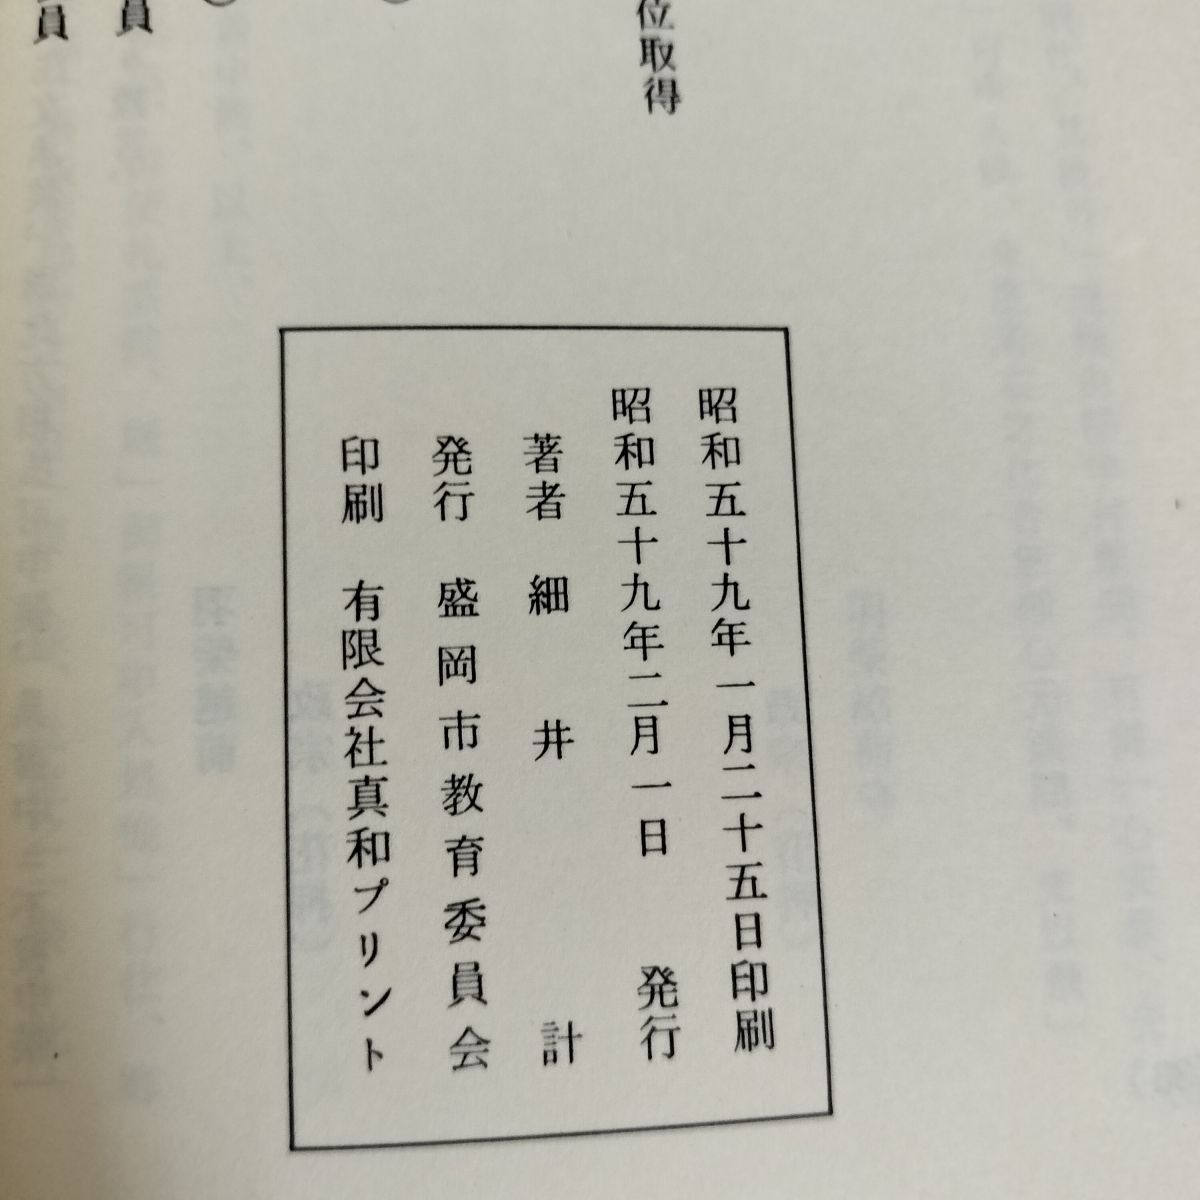 位取得
員
員
昭和五十九年一月二十五日印刷
昭和五十九年二月一日 発行
著者 細井 計
発行 盛岡市教育委員会
印刷 有限会社真和プリント